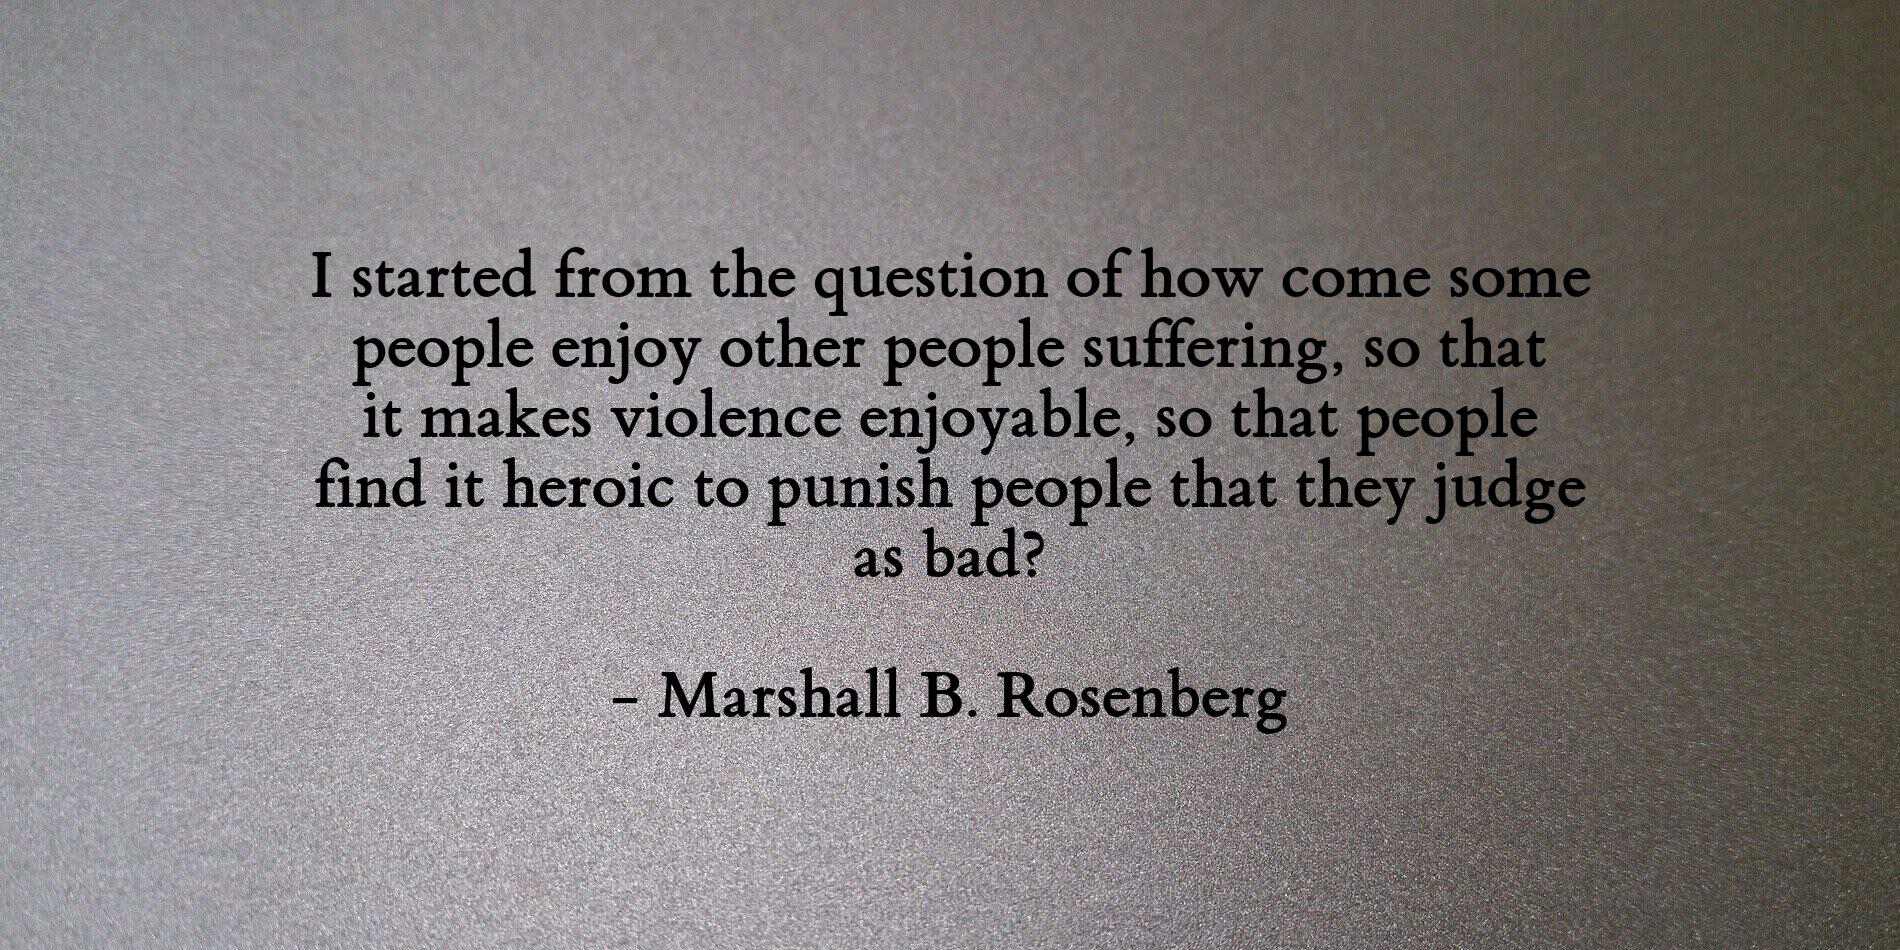 I started from the question of how come some
people enjoy other people suffering, so that
it makes violence enjoyable, so that people
find it heroic to punish people that they judge
as bad?
- Marshall B. Rosenberg